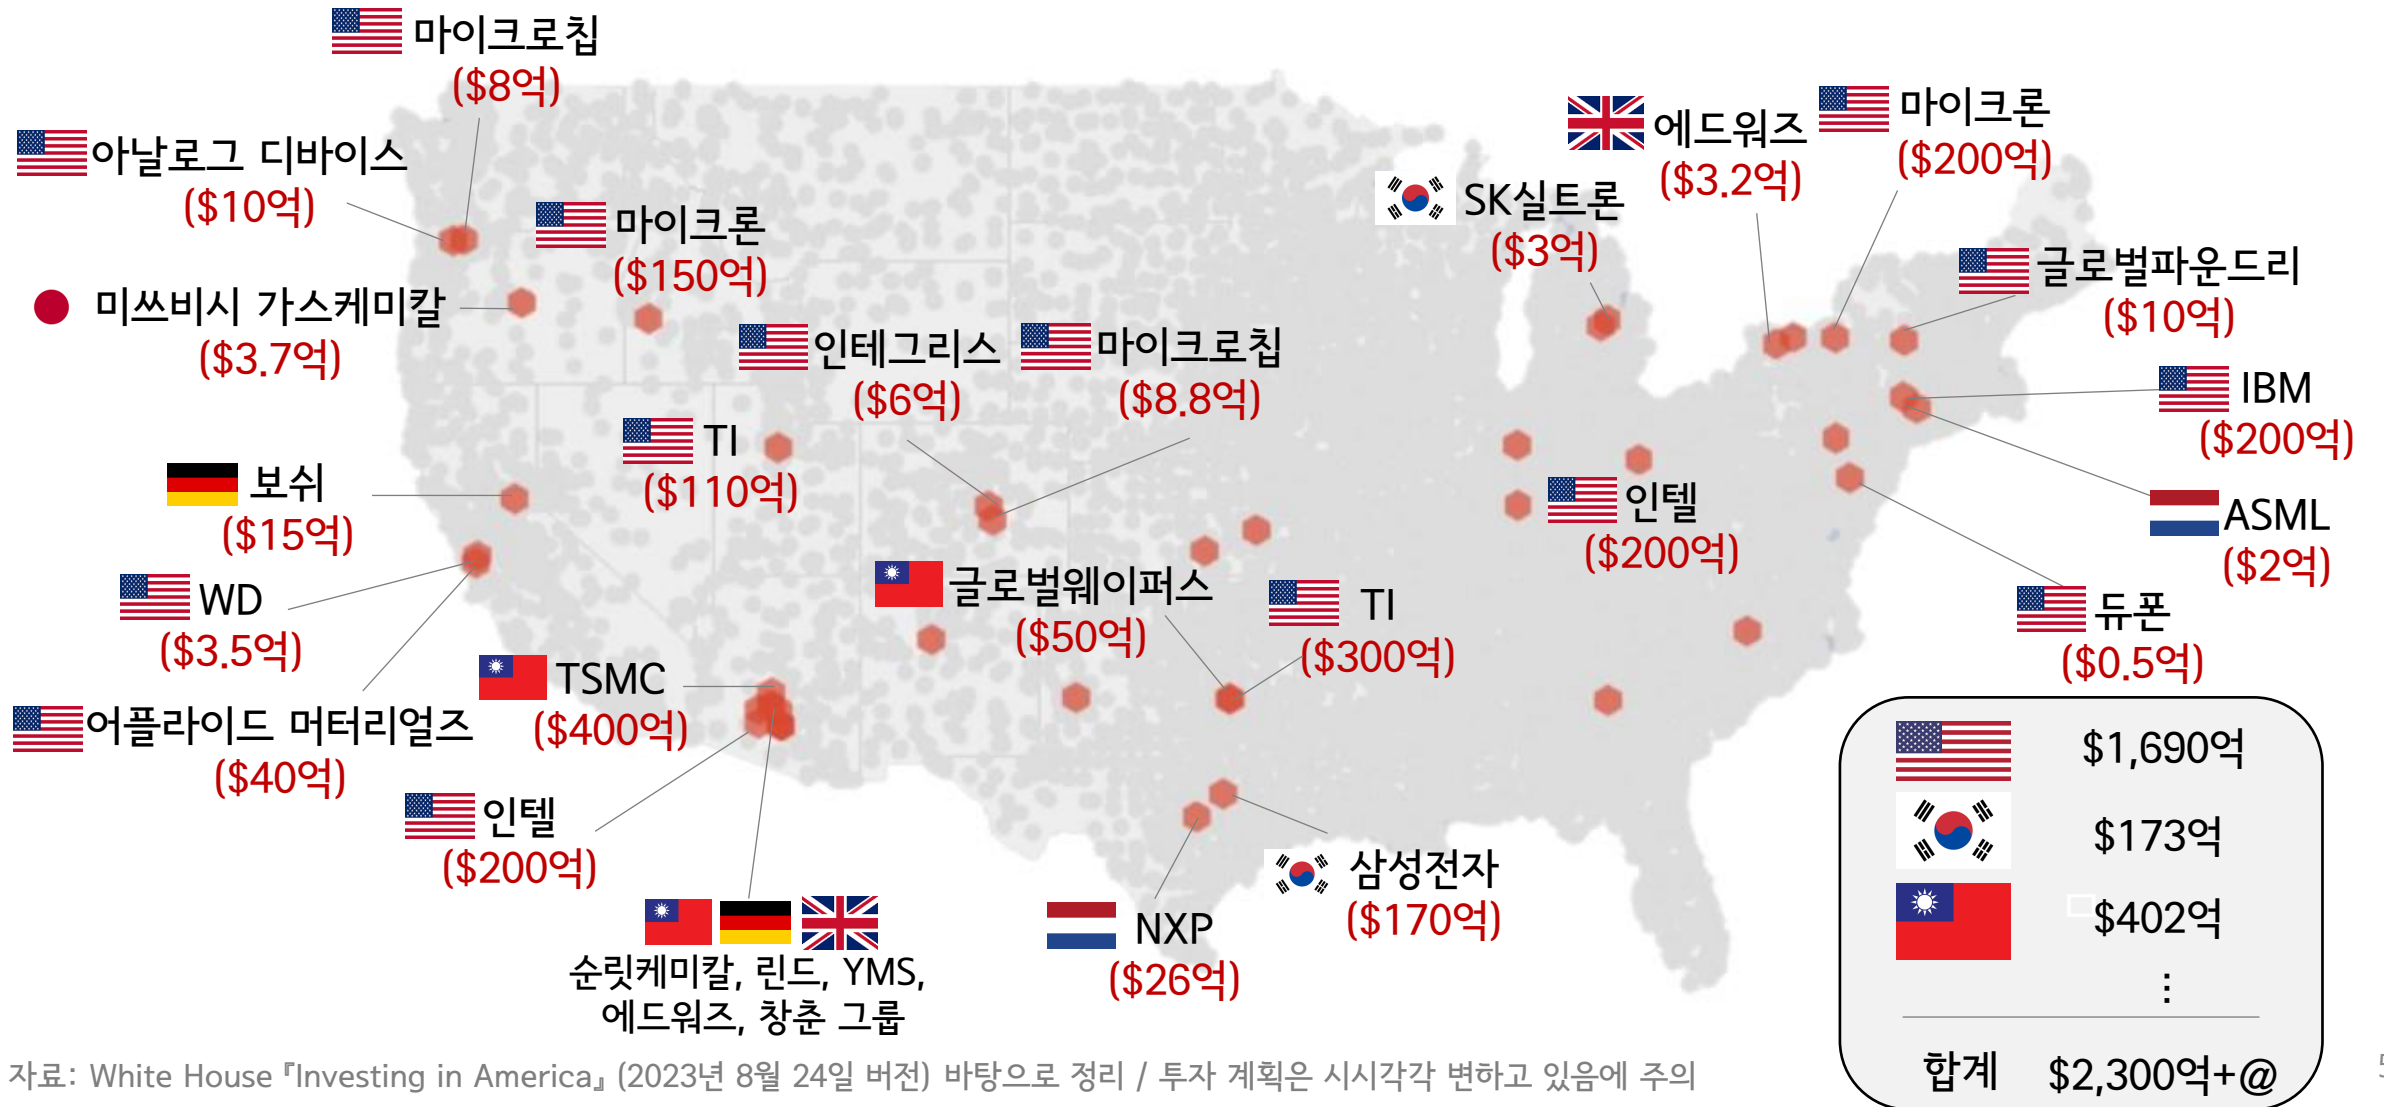 마이크로칩
($8억)
아날로그 디바이스
($10억)
마이크론
($150억)
미쓰비시 가스케미칼
($3.7억)
인테그리스
($6억)
마이크로칩
($8.8억)
SK실트론
($3억)
에드워즈
($3.2억)
마이크론
($200억)
글로벌파운드리
($10억)
IBM
($200억)
ASML
($2억)
TI
($110억)
보쉬
($15억)
인텔
($200억)
WD
($3.5억)
글로벌웨이퍼스
($50억)
TI
($300억)
듀폰
($0.5억)
TSMC
($400억)
어플라이드 머터리얼즈
($40억)
인텔
($200억)
삼성전자
($170억)
NXP
($26억)
순릿케미칼, 린드, YMS,
에드워즈, 창춘 그룹
$1,690억
$173억
$402억
⋮
합계 $2,300억+@
자료: White House 『Investing in America』 (2023년 8월 24일 버전) 바탕으로 정리 / 투자 계획은 시시각각 변하고 있음에 주의